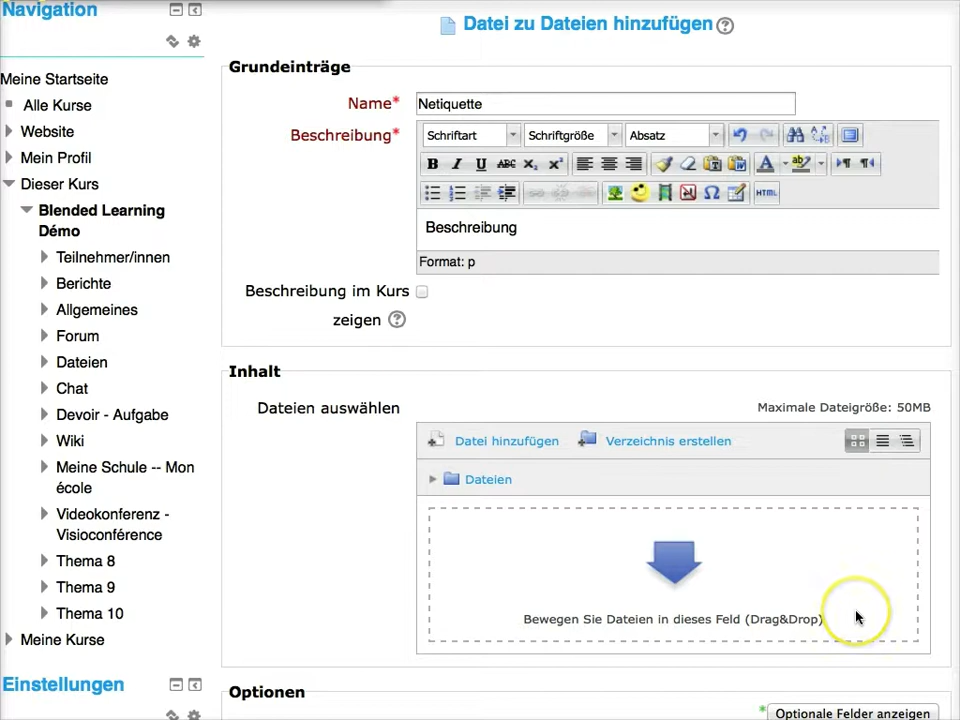 Navigation
Meine Startseite
Alle Kurse
Website
Mein Profil
Dieser Kurs
Blended Learning
Démo
Teilnehmer/innen
Berichte
Allgemeines
Forum
Dateien
Chat
Devoir - Aufgabe
Wiki
Meine Schule -- Mon
école
Videokonferenz -
Visioconférence
Thema 8
Thema 9
Thema 10
Meine Kurse
Einstellungen
Datei zu Dateien hinzufügen
Grundeinträge
Name* Netiquette
Beschreibung*
Schriftart Schriftgröße Absatz
B I U ABC X₂ X²
HTML
Beschreibung
Format: p
Beschreibung im Kurs
zeigen
Inhalt
Dateien auswählen
Maximale Dateigröße: 50MB
Datei hinzufügen Verzeichnis erstellen
Dateien
Bewegen Sie Dateien in dieses Feld (Drag&Drop)
Optionen
* Optionale Felder anzeigen